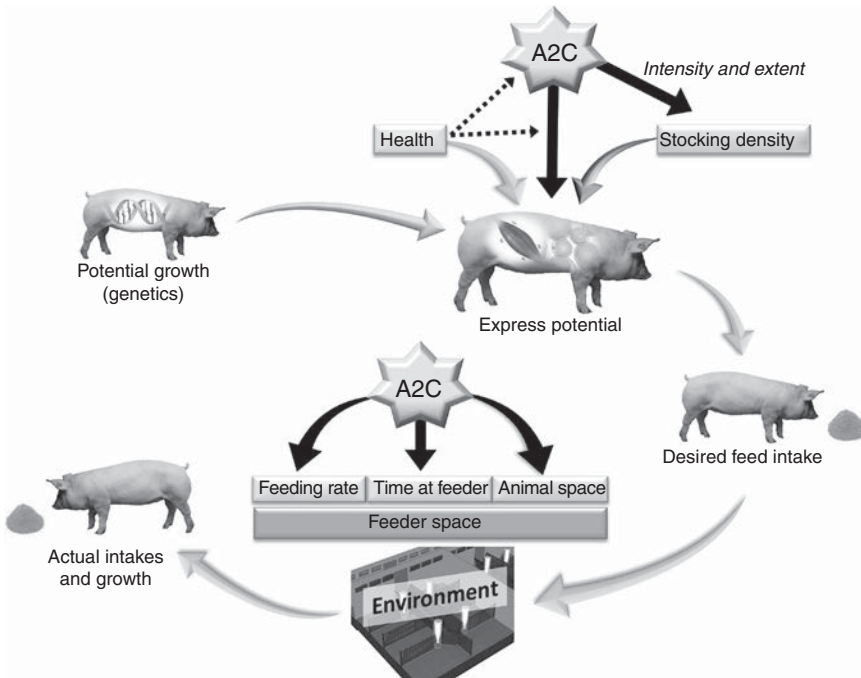 A2C
Intensity and extent
Health
Stocking density
Potential growth
(genetics)
Express potential
A2C
Desired feed intake
Feeding rate
Time at feeder
Animal space
Feeder space
Actual intakes
and growth
Environment